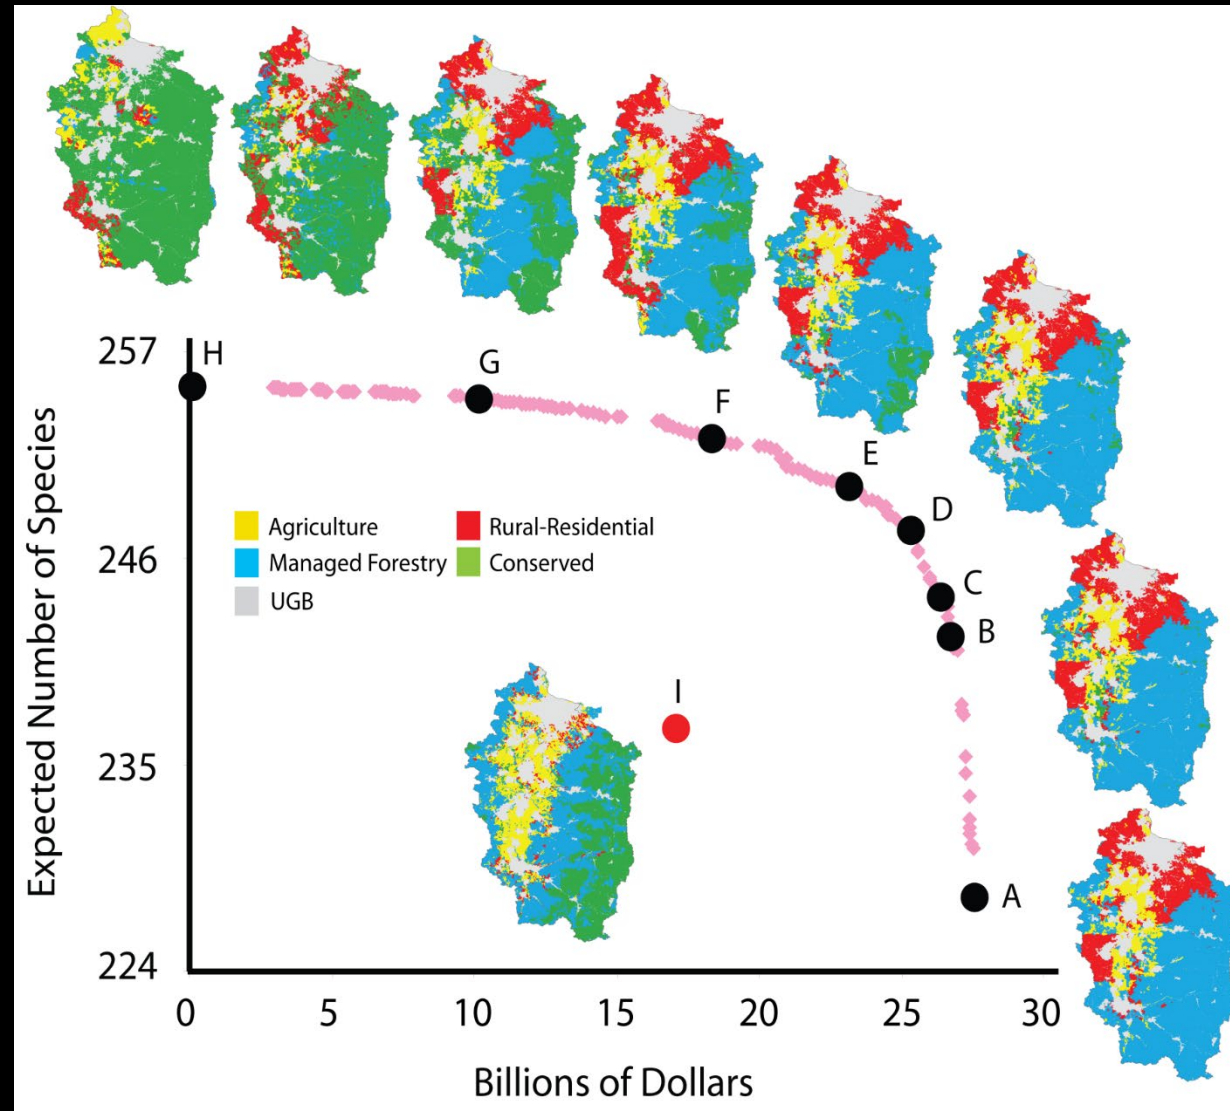 257
H
G
F
E
D
C
B
A
I
246
235
224
Expected Number of Species
Agriculture
Rural-Residential
Managed Forestry
Conserved
UGB
0 5 10 15 20 25 30
Billions of Dollars